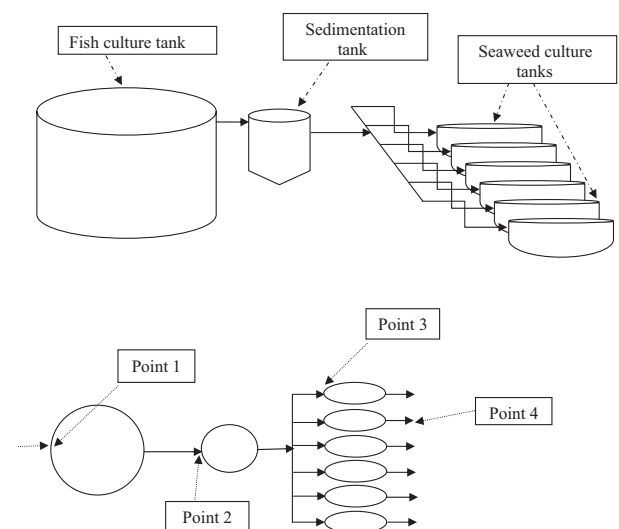 Fish culture tank
Sedimentation
tank
Seaweed culture
tanks
Point 3
Point 1
Point 4
Point 2